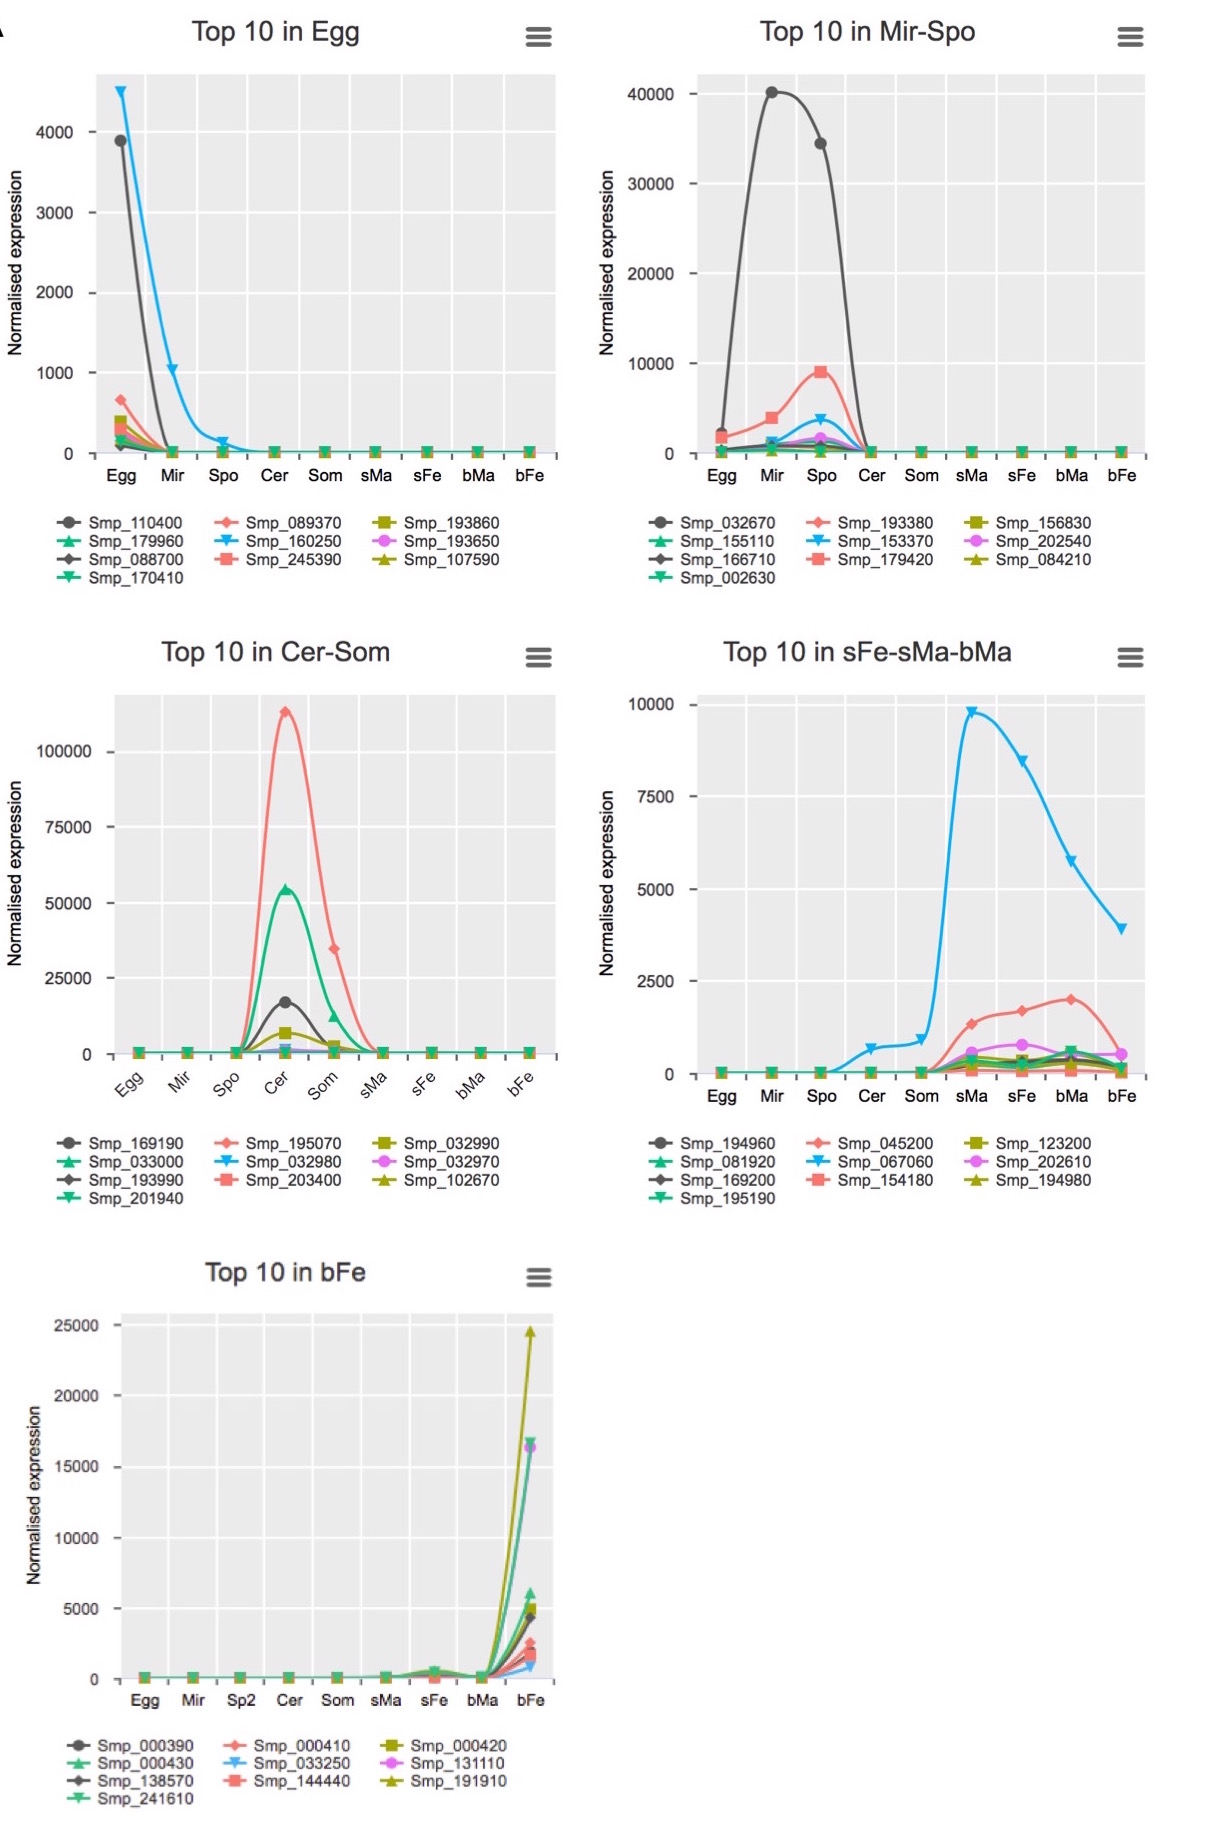 A
Top 10 in Egg
Normalised expression
4000
3000
2000
1000
0
Egg Mir Spo Cer Som sMa sFe bMa bFe
Smp_110400 Smp_089370 Smp_193860
Smp_179960 Smp_160250 Smp_193650
Smp_088700 Smp_245390 Smp_107590
Smp_170410
Top 10 in Mir-Spo
Normalised expression
40000
30000
20000
10000
0
Egg Mir Spo Cer Som sMa sFe bMa bFe
Smp_032670 Smp_193380 Smp_156830
Smp_155110 Smp_153370 Smp_202540
Smp_166710 Smp_179420 Smp_084210
Smp_002630
Top 10 in Cer-Som
Normalised expression
100000
75000
50000
25000
0
Egg Mir Spo Cer Som sMa sFe bMa bFe
Smp_169190 Smp_195070 Smp_032990
Smp_033000 Smp_032980 Smp_032970
Smp_193990 Smp_203400 Smp_102670
Smp_201940
Top 10 in sFe-sMa-bMa
Normalised expression
10000
7500
5000
2500
0
Egg Mir Spo Cer Som sMa sFe bMa bFe
Smp_194960 Smp_045200 Smp_123200
Smp_081920 Smp_067060 Smp_202610
Smp_169200 Smp_154180 Smp_194980
Smp_195190
Top 10 in bFe
Normalised expression
25000
20000
15000
10000
5000
0
Egg Mir Sp2 Cer Som sMa sFe bMa bFe
Smp_000390 Smp_000410 Smp_000420
Smp_000430 Smp_033250 Smp_131110
Smp_138570 Smp_144440 Smp_191910
Smp_241610